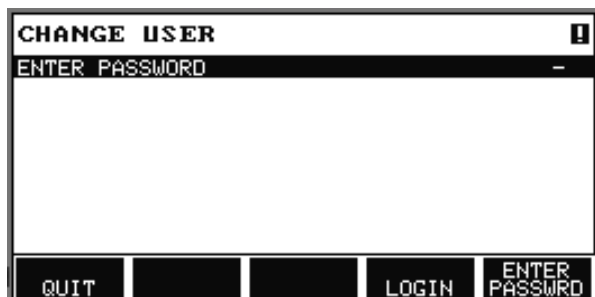 CHANGE USER
ENTER PASSWORD –
QUIT
LOGIN
ENTER
PASSWRD